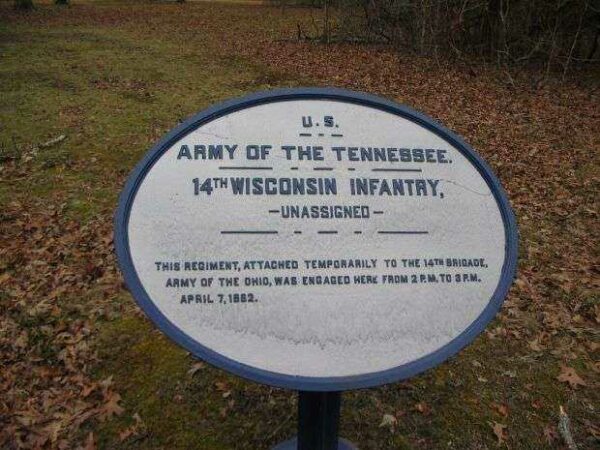 U.S.
ARMY OF THE TENNESSEE.
14TH WISCONSIN INFANTRY,
-UNASSIGNED-
THIS REGIMENT, ATTACHED TEMPORARILY TO THE 14TH BRIGADE,
ARMY OF THE OHIO, WAS ENGAGED HERE FROM 2 P.M. TO 3 P.M.
APRIL 7, 1862.